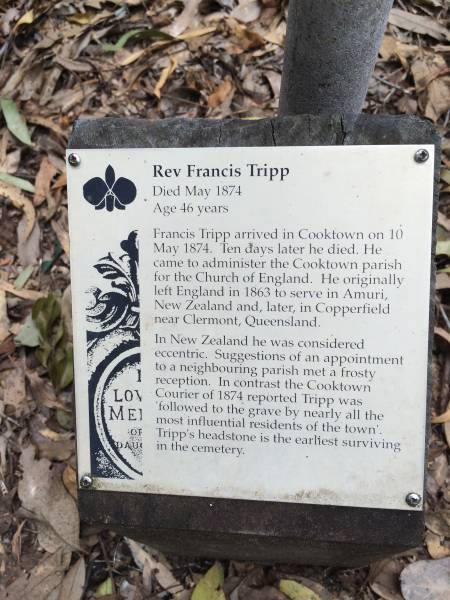 Rev Francis Tripp
Died May 1874
Age 46 years
Francis Tripp arrived in Cooktown on 10
May 1874. Ten days later he died. He
came to administer the Cooktown parish
for the Church of England. He originally
left England in 1863 to serve in Amuri,
New Zealand and, later, in Copperfield
near Clermont, Queensland.
In New Zealand he was considered
eccentric. Suggestions of an appointment
to a neighbouring parish met a frosty
reception. In contrast the Cooktown
Courier of 1874 reported Tripp was
'followed to the grave by nearly all the
most influential residents of the town'.
Tripp's headstone is the earliest surviving
in the cemetery.
LOV
MEM
OF
DAUG